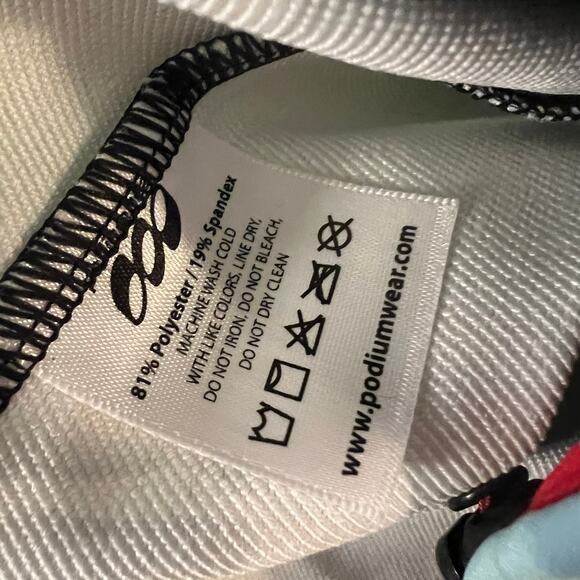 81% Polyester / 19% Spandex
MACHINE WASH COLD
WITH LIKE COLORS, LINE DRY,
DO NOT IRON, DO NOT BLEACH,
DO NOT DRY CLEAN
www.podiumwear.com